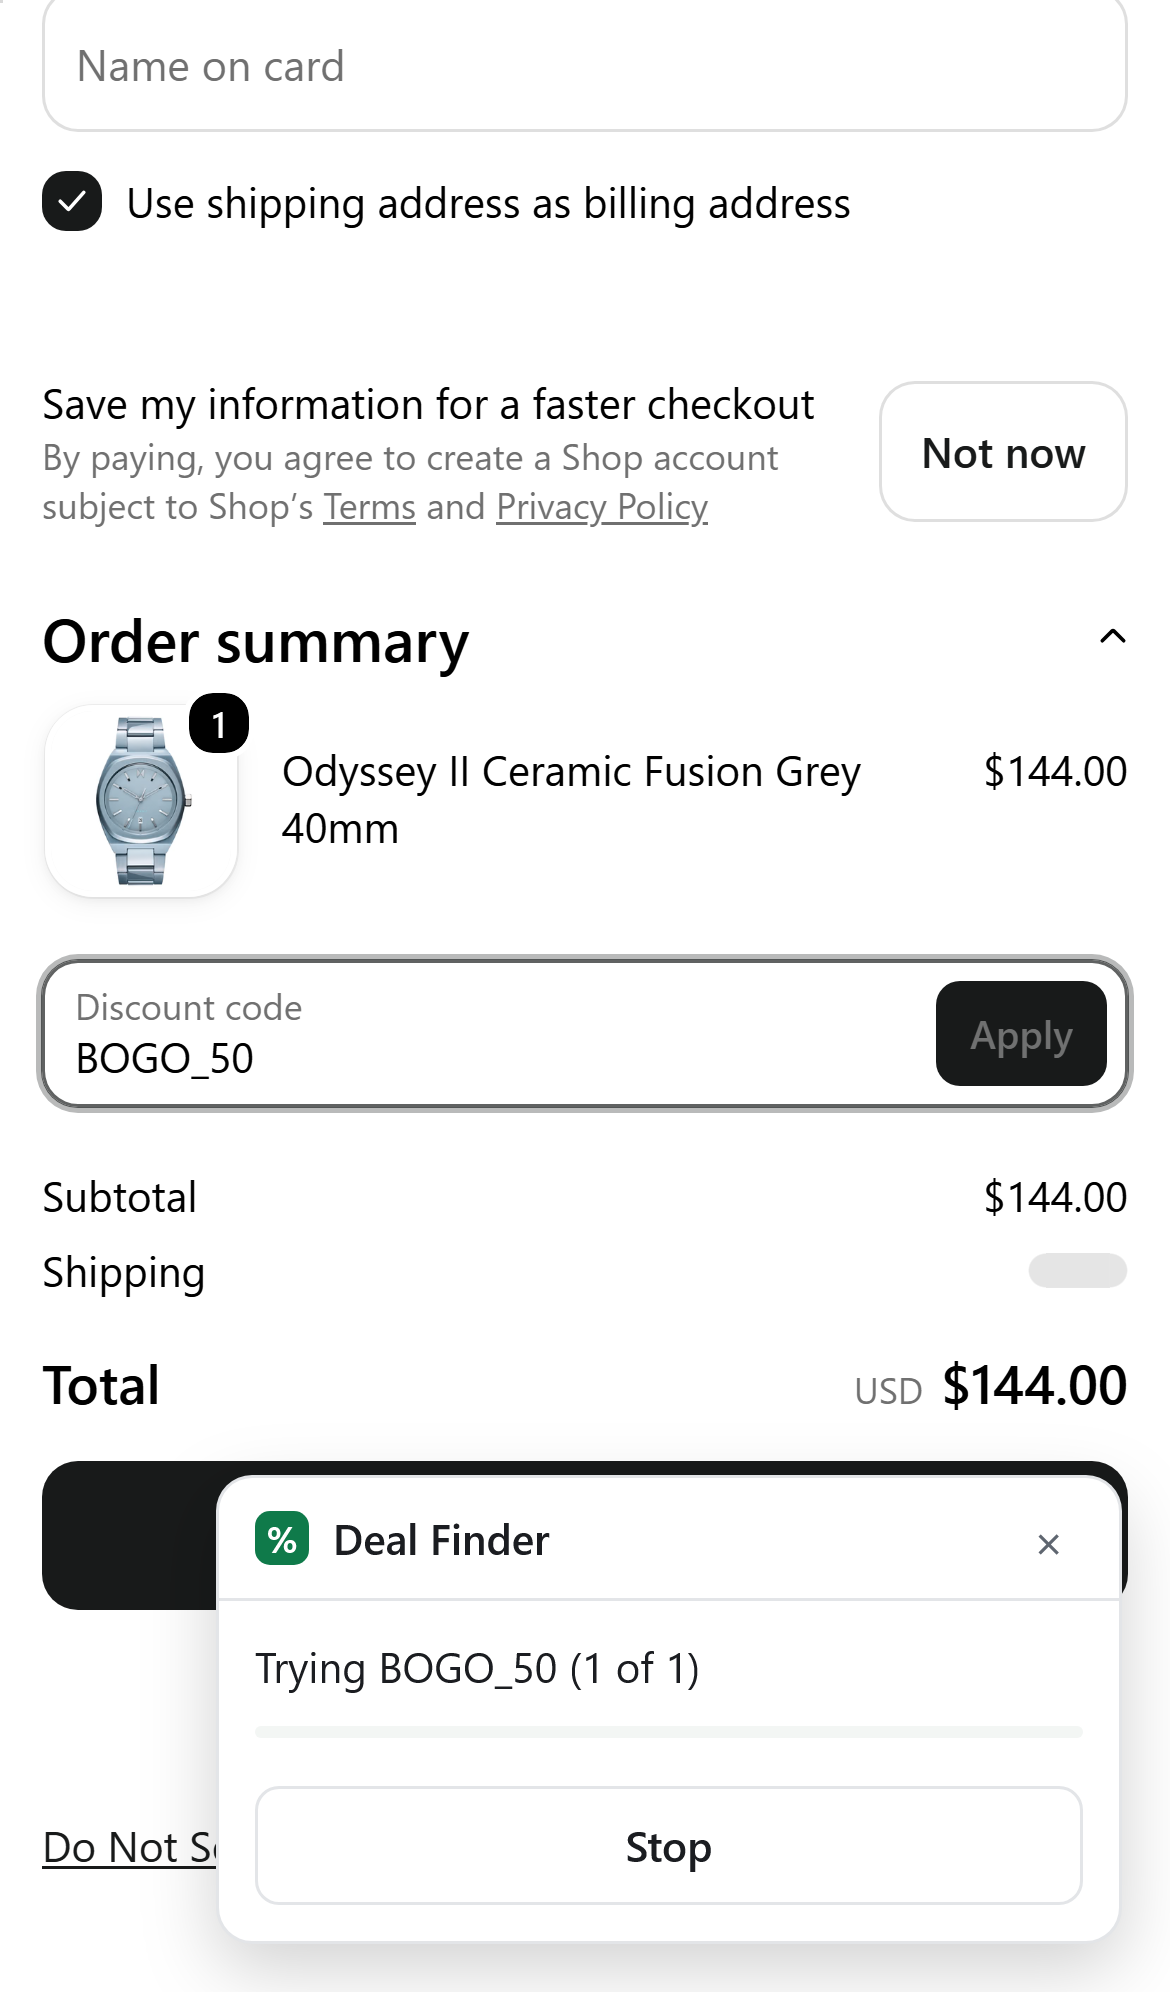 Name on card
Use shipping address as billing address
Save my information for a faster checkout
By paying, you agree to create a Shop account
subject to Shop’s Terms and Privacy Policy
Not now
Order summary
1
Odyssey II Ceramic Fusion Grey
40mm
$144.00
Discount code
BOGO_50
Apply
Subtotal
$144.00
Shipping
Total
USD $144.00
% Deal Finder
×
Trying BOGO_50 (1 of 1)
Stop
Do Not